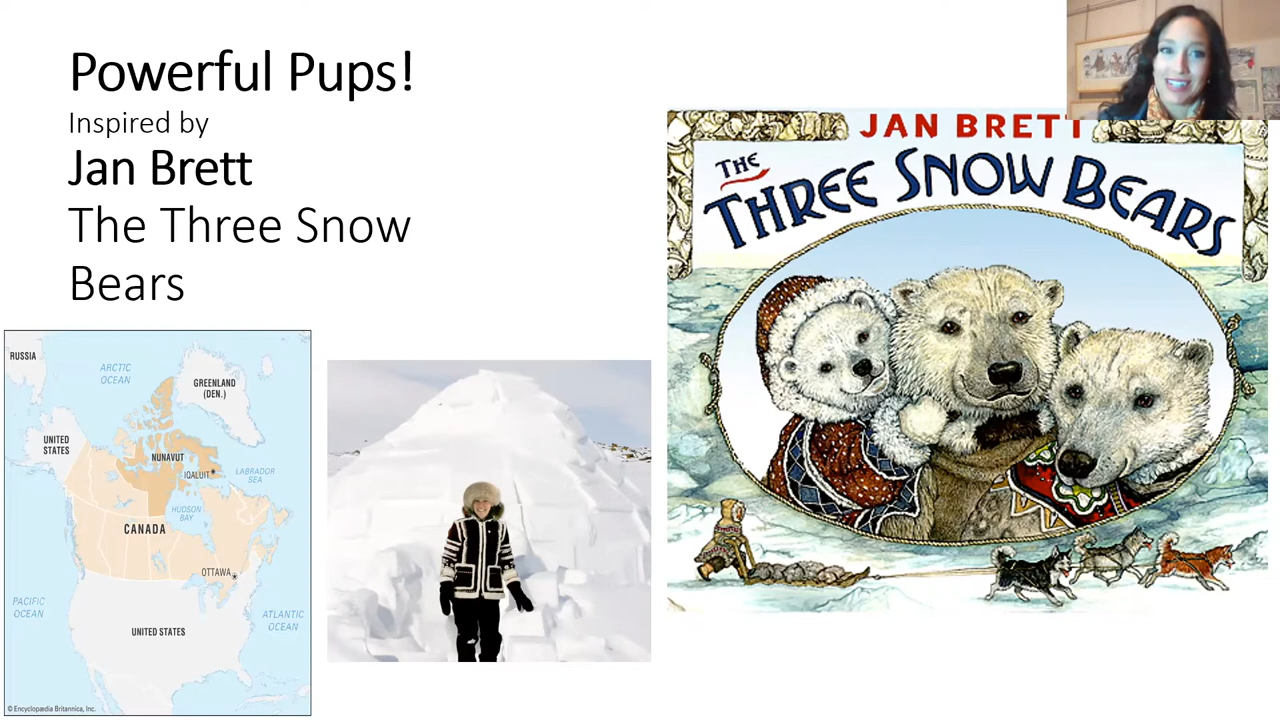 Powerful Pups!
Inspired by
Jan Brett
The Three Snow
Bears
JAN BRETT
THE
THREE SNOW BEARS
RUSSIA
ARCTIC
OCEAN
GREENLAND
(DEN.)
UNITED
STATES
NUNAVUT
IQALUIT
LABRADOR
SEA
HUDSON
BAY
CANADA
OTTAWA
PACIFIC
OCEAN
ATLANTIC
OCEAN
UNITED STATES
© Encyclopædia Britannica, Inc.